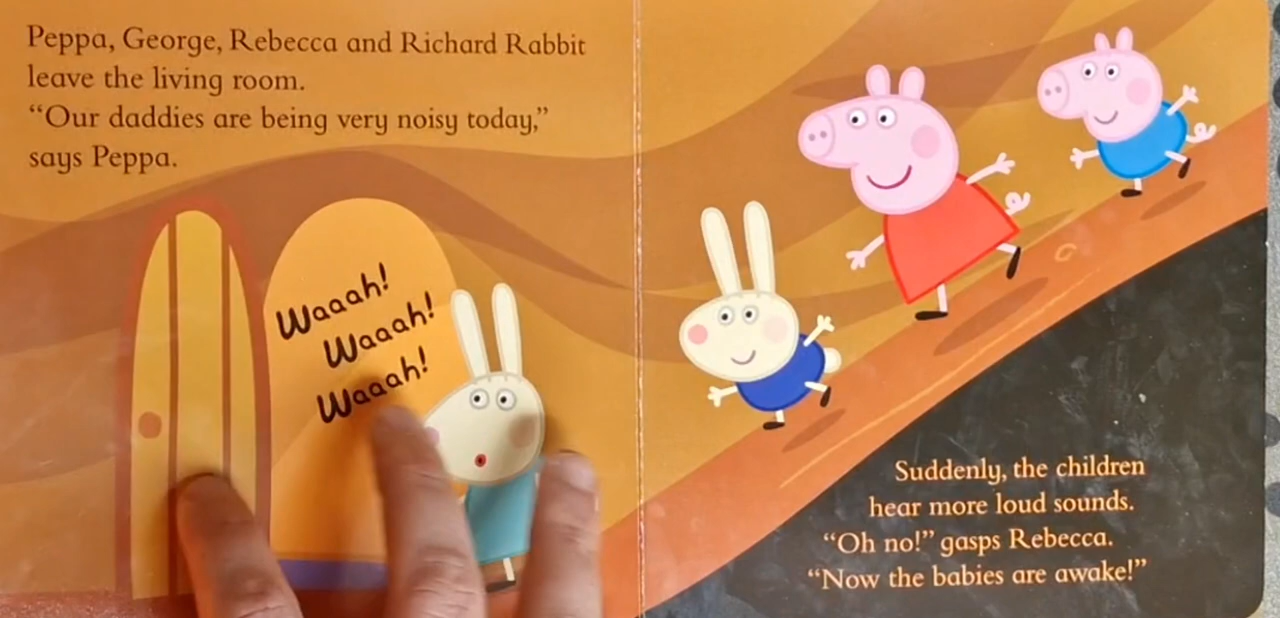 Peppa, George, Rebecca and Richard Rabbit
leave the living room.
“Our daddies are being very noisy today,”
says Peppa.
Waaah!
Waaah!
Waaah!
Suddenly, the children
hear more loud sounds.
“Oh no!” gasps Rebecca.
“Now the babies are awake!”